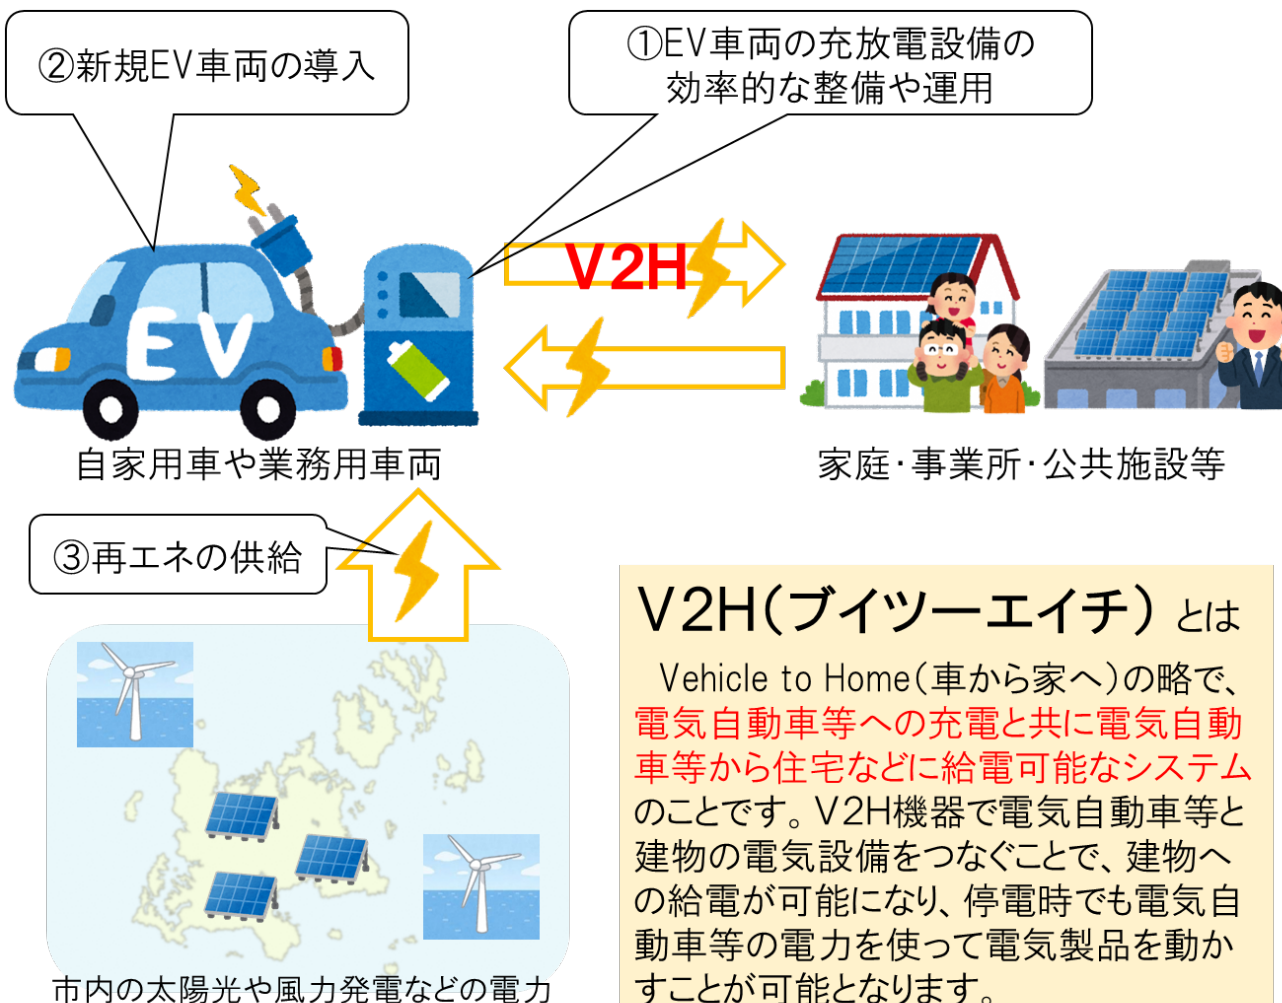 ②新規EV車両の導入
①EV車両の充放電設備の
効率的な整備や運用
EV
V2H
自家用車や業務用車両
家庭・事業所・公共施設等
③再エネの供給
市内の太陽光や風力発電などの電力
V2H(ブイツーエイチ) とは
Vehicle to Home(車から家へ)の略で、
電気自動車等への充電と共に電気自動
車等から住宅などに給電可能なシステム
のことです。V2H機器で電気自動車等と
建物の電気設備をつなぐことで、建物へ
の給電が可能になり、停電時でも電気自
動車等の電力を使って電気製品を動か
すことが可能となります。